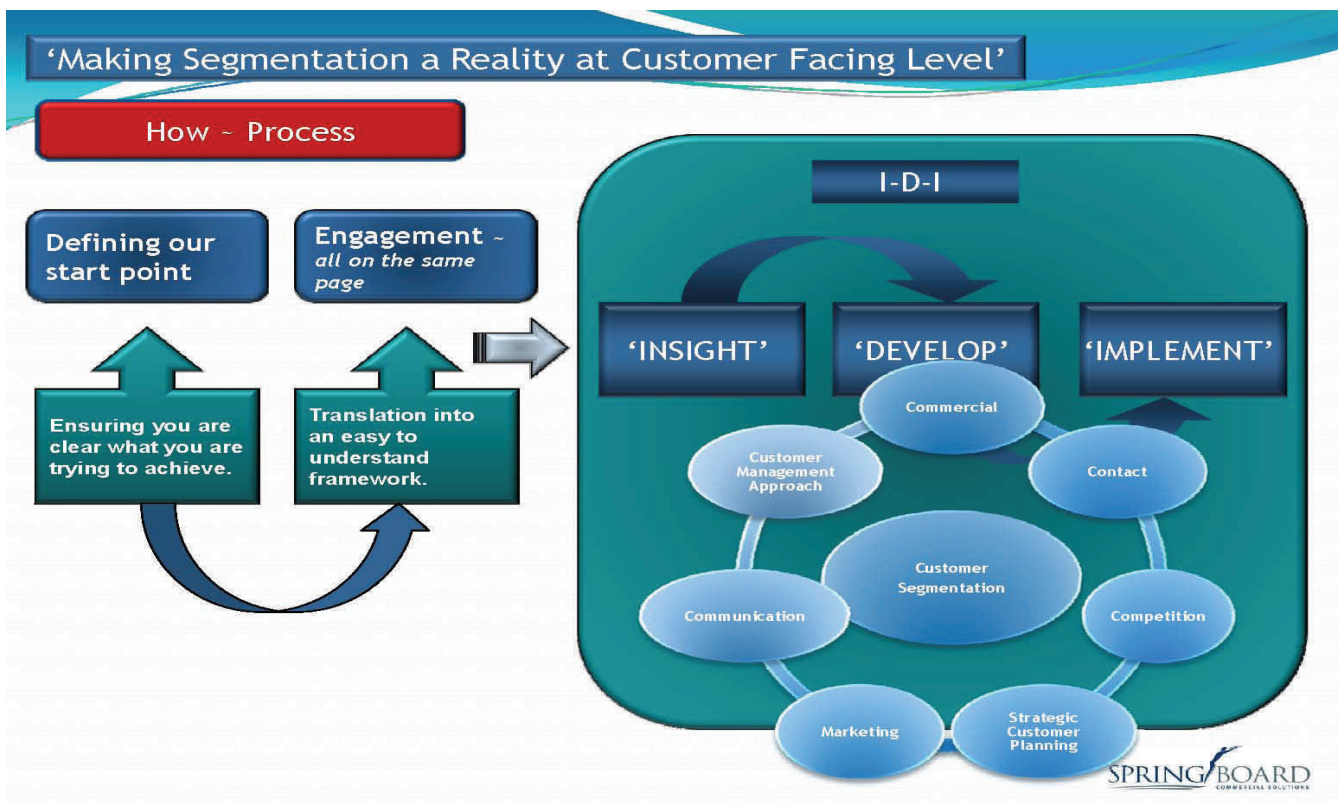 ‘Making Segmentation a Reality at Customer Facing Level’
How ~ Process
Defining our
start point
Engagement ~
all on the same
page
Ensuring you are
clear what you are
trying to achieve.
Translation into
an easy to
understand
framework.
I-D-I
‘INSIGHT’
‘DEVELOP’
‘IMPLEMENT’
Commercial
Customer
Management
Approach
Contact
Customer
Segmentation
Communication
Competition
Marketing
Strategic
Customer
Planning
SPRINGBOARD
COMMERCIAL SOLUTIONS